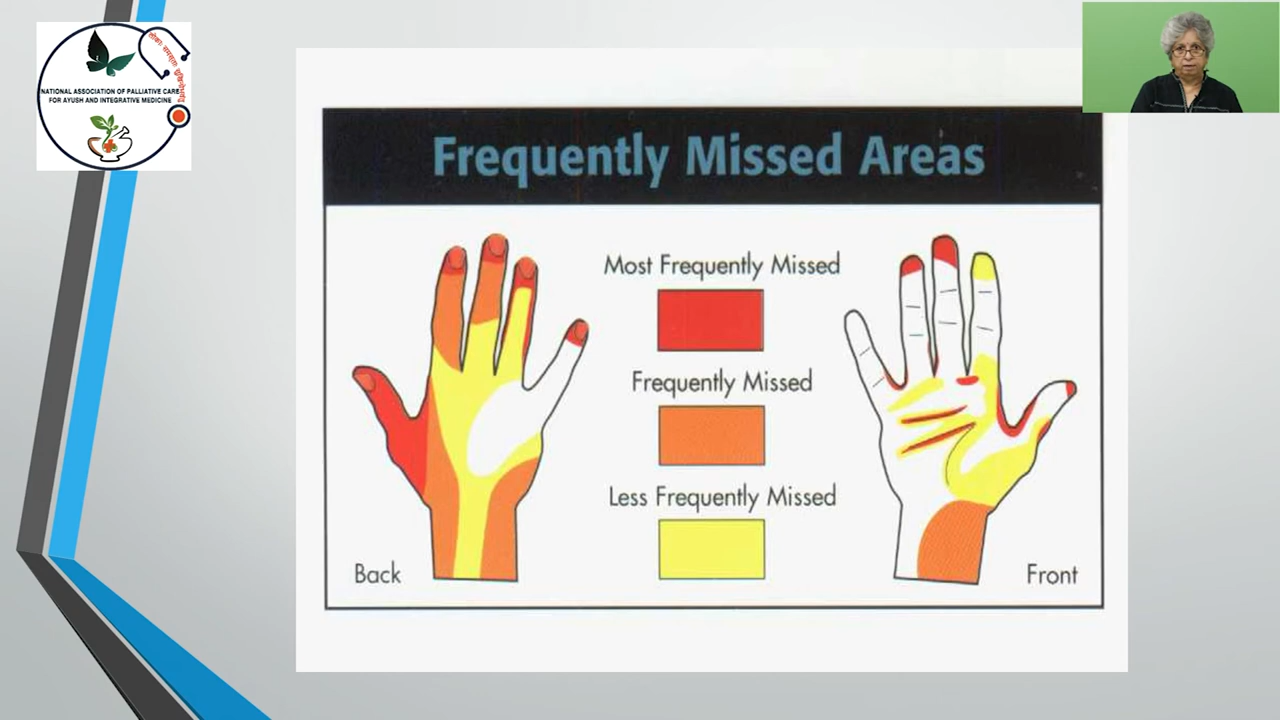 NATIONAL ASSOCIATION OF PALLIATIVE CARE
FOR AYUSH AND INTEGRATIVE MEDICINE
Frequently Missed Areas
Most Frequently Missed
Frequently Missed
Less Frequently Missed
Back
Front